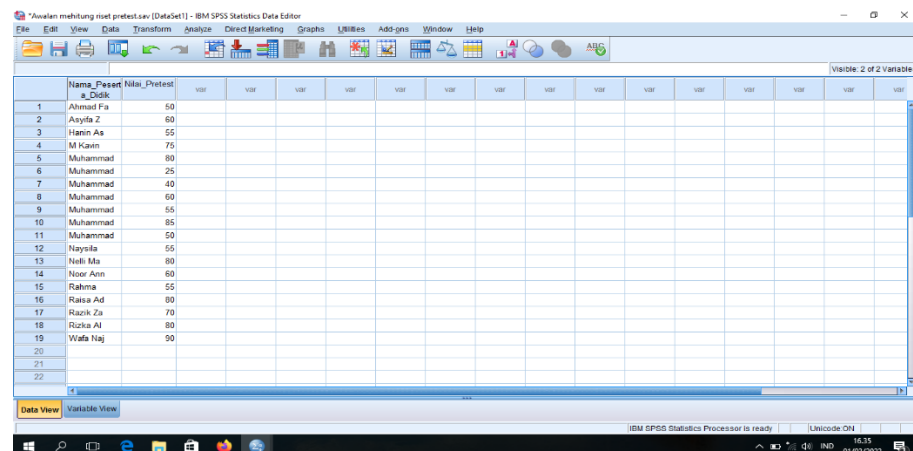 *Awalan mehitung riset pretest.sav [DataSet1] - IBM SPSS Statistics Data Editor
File Edit View Data Transform Analyze Direct Marketing Graphs Utilities Add-ons Window Help
Visible: 2 of 2 Variable
Nama_Pesert a_Didik Nilai_Pretest var var var var var var var var var var var var var var
1 Ahmad Fa 50
2 Asyifa Z 60
3 Hanin As 55
4 M Kavin 75
5 Muhammad 80
6 Muhammad 25
7 Muhammad 40
8 Muhammad 60
9 Muhammad 55
10 Muhammad 85
11 Muhammad 50
12 Naysila 55
13 Nelli Ma 80
14 Noor Ann 60
15 Rahma 55
16 Raisa Ad 80
17 Razik Za 70
18 Rizka Al 80
19 Wafa Naj 90
20
21
22
Data View Variable View
IBM SPSS Statistics Processor is ready Unicode:ON
IND 16.35